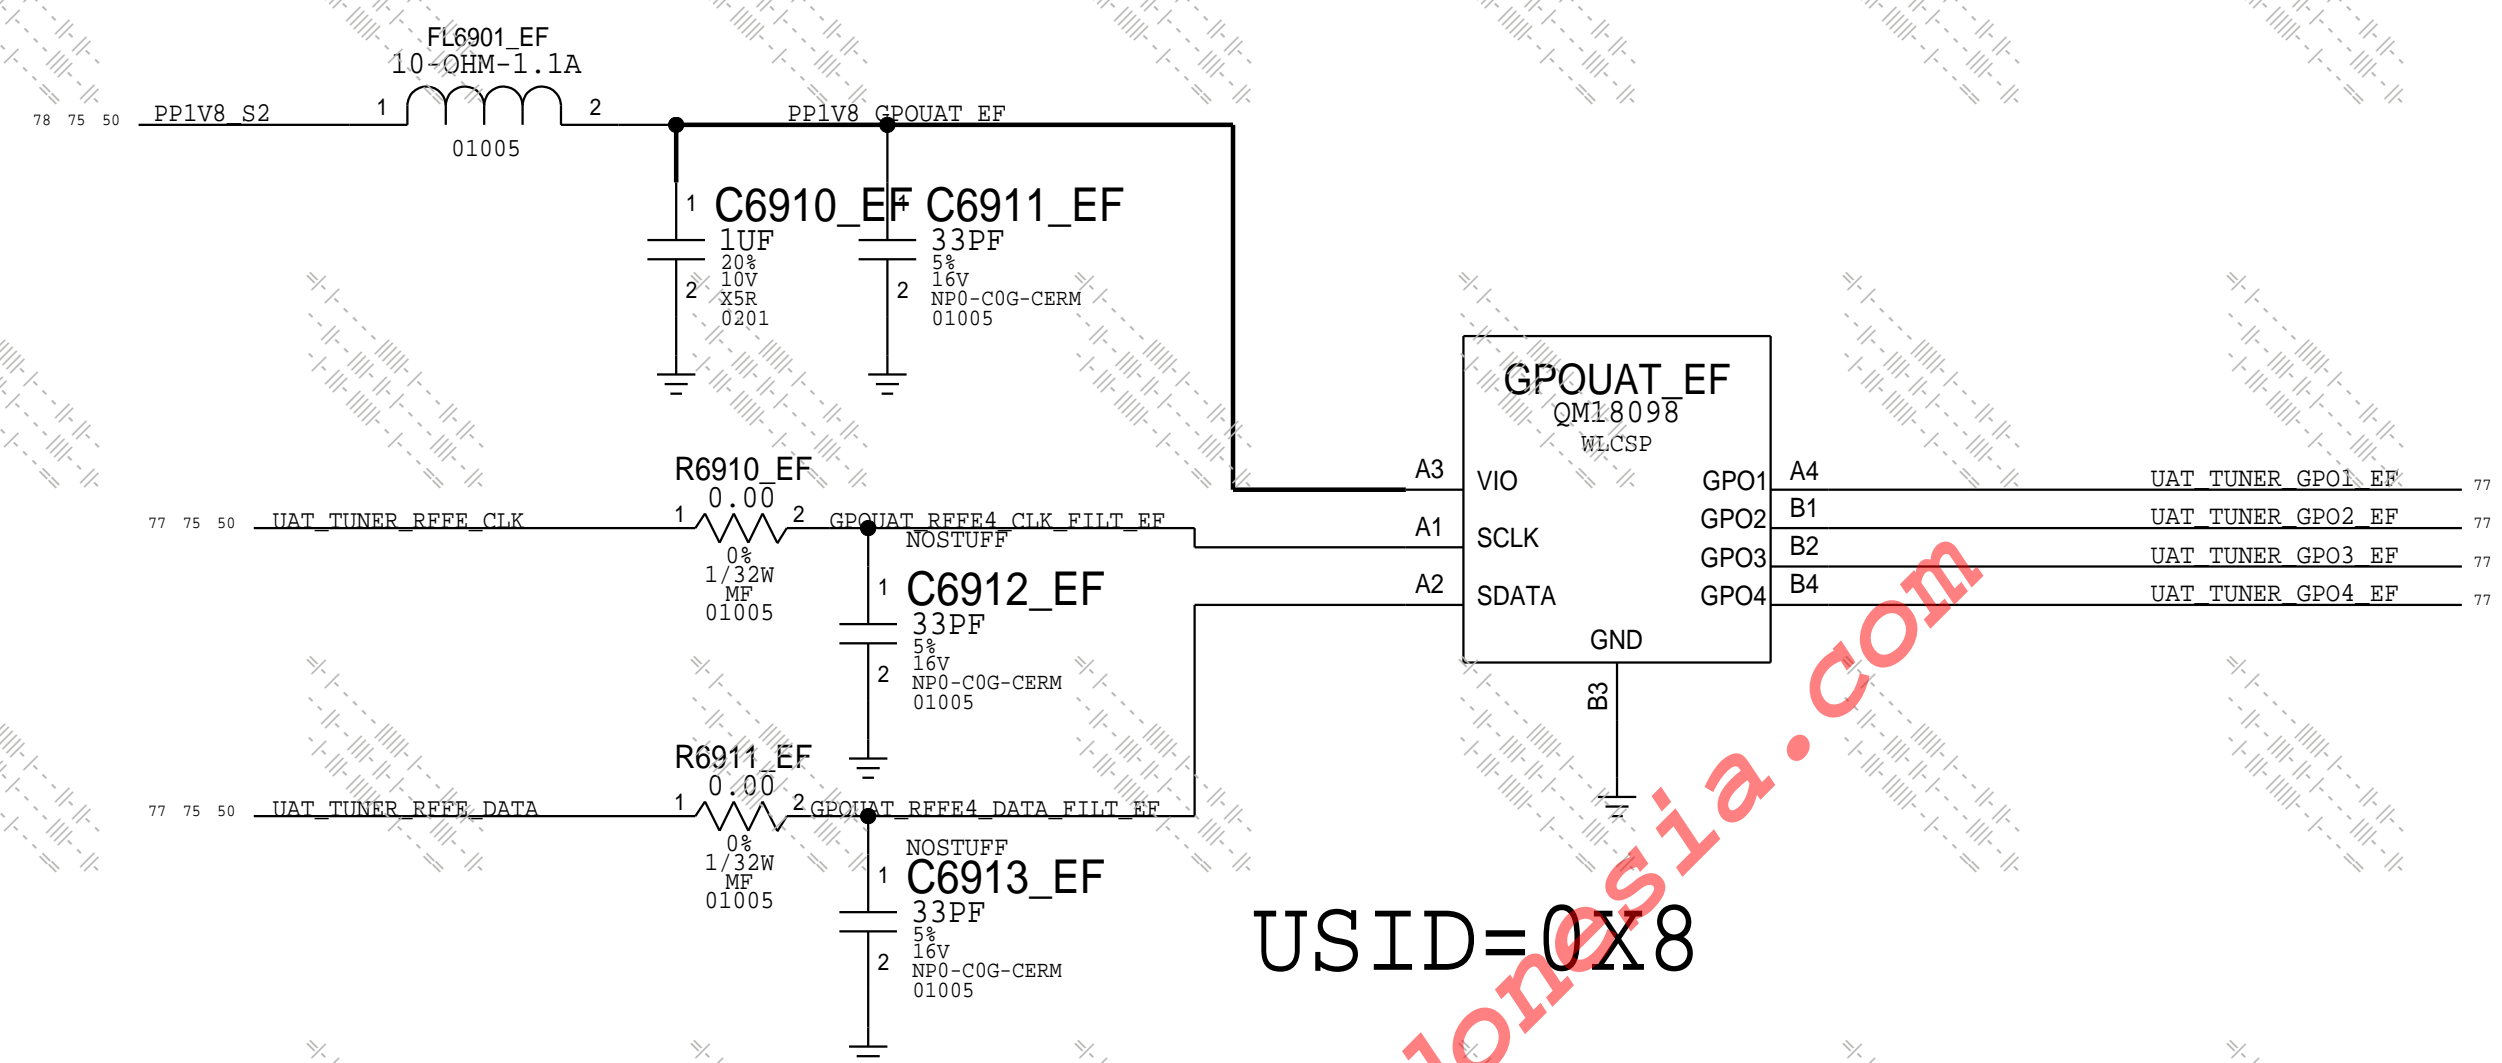 FL6901_EF
10-OHM-1.1A
78 75 50 PP1V8_S2 1 2 PP1V8_GPOUAT_EF
01005
1 C6910_EF
1UF
20%
10V
2 X5R
0201
1 C6911_EF
33PF
5%
16V
2 NP0-C0G-CERM
01005
GPOUAT_EF
QM18098
WLCSP
A3 VIO
A1 SCLK
A2 SDATA
GPO1 A4 UAT_TUNER_GPO1_EF 77
GPO2 B1 UAT_TUNER_GPO2_EF 77
GPO3 B2 UAT_TUNER_GPO3_EF 77
GPO4 B4 UAT_TUNER_GPO4_EF 77
GND
B3
R6910_EF
0.00
77 75 50 UAT_TUNER_RFFE_CLK 1 2 GPOUAT_RFFE4_CLK_FILT_EF
0%
1/32W
MF
01005
NOSTUFF
1 C6912_EF
33PF
5%
16V
2 NP0-C0G-CERM
01005
R6911_EF
0.00
77 75 50 UAT_TUNER_RFFE_DATA 1 2 GPOUAT_RFFE4_DATA_FILT_EF
0%
1/32W
MF
01005
NOSTUFF
1 C6913_EF
33PF
5%
16V
2 NP0-C0G-CERM
01005
USID=0X8
onesia.com